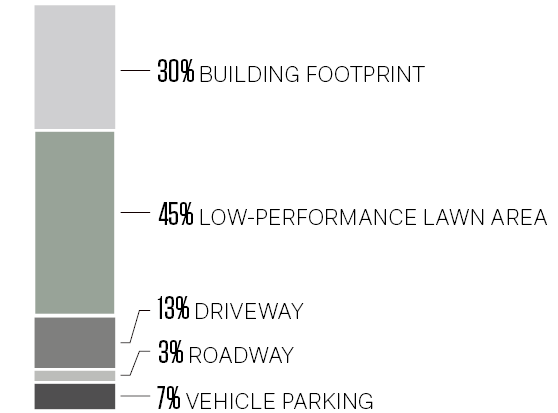 30% BUILDING FOOTPRINT
45% LOW-PERFORMANCE LAWN AREA
13% DRIVEWAY
3% ROADWAY
7% VEHICLE PARKING